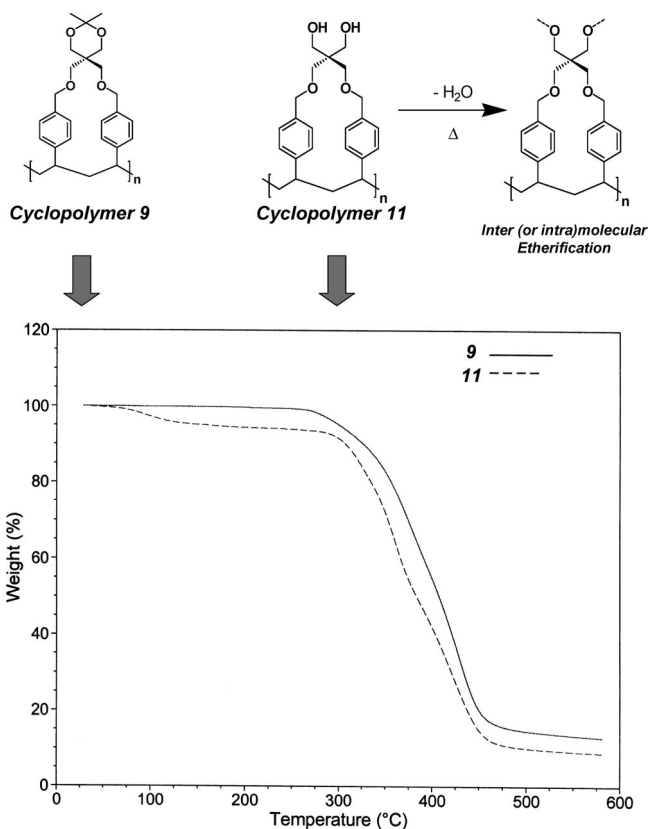 OH OH
O O O O
O O O O O O
- H₂O
Δ
n n n
Cyclopolymer 9
Cyclopolymer 11
Inter (or intra)molecular
Etherification
120
100
80
60
40
20
0
Weight (%)
9
11
0 100 200 300 400 500 600
Temperature (°C)